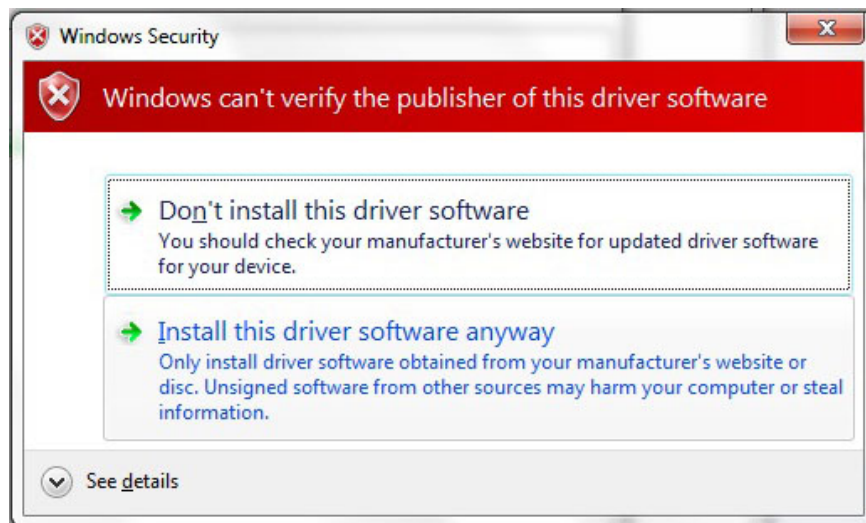 Windows Security
Windows can't verify the publisher of this driver software
Don't install this driver software
You should check your manufacturer's website for updated driver software
for your device.
Install this driver software anyway
Only install driver software obtained from your manufacturer's website or
disc. Unsigned software from other sources may harm your computer or steal
information.
See details